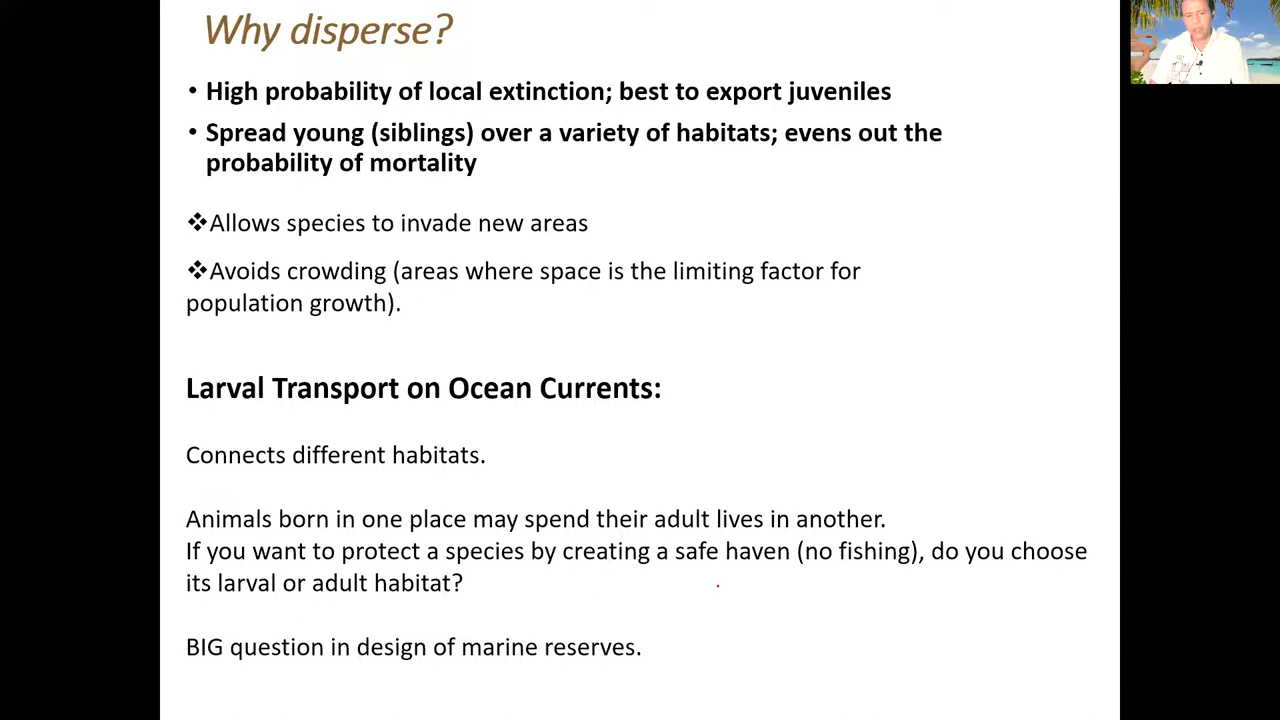 Why disperse?
• High probability of local extinction; best to export juveniles
• Spread young (siblings) over a variety of habitats; evens out the
probability of mortality
❖Allows species to invade new areas
❖Avoids crowding (areas where space is the limiting factor for
population growth).
Larval Transport on Ocean Currents:
Connects different habitats.
Animals born in one place may spend their adult lives in another.
If you want to protect a species by creating a safe haven (no fishing), do you choose
its larval or adult habitat?
BIG question in design of marine reserves.